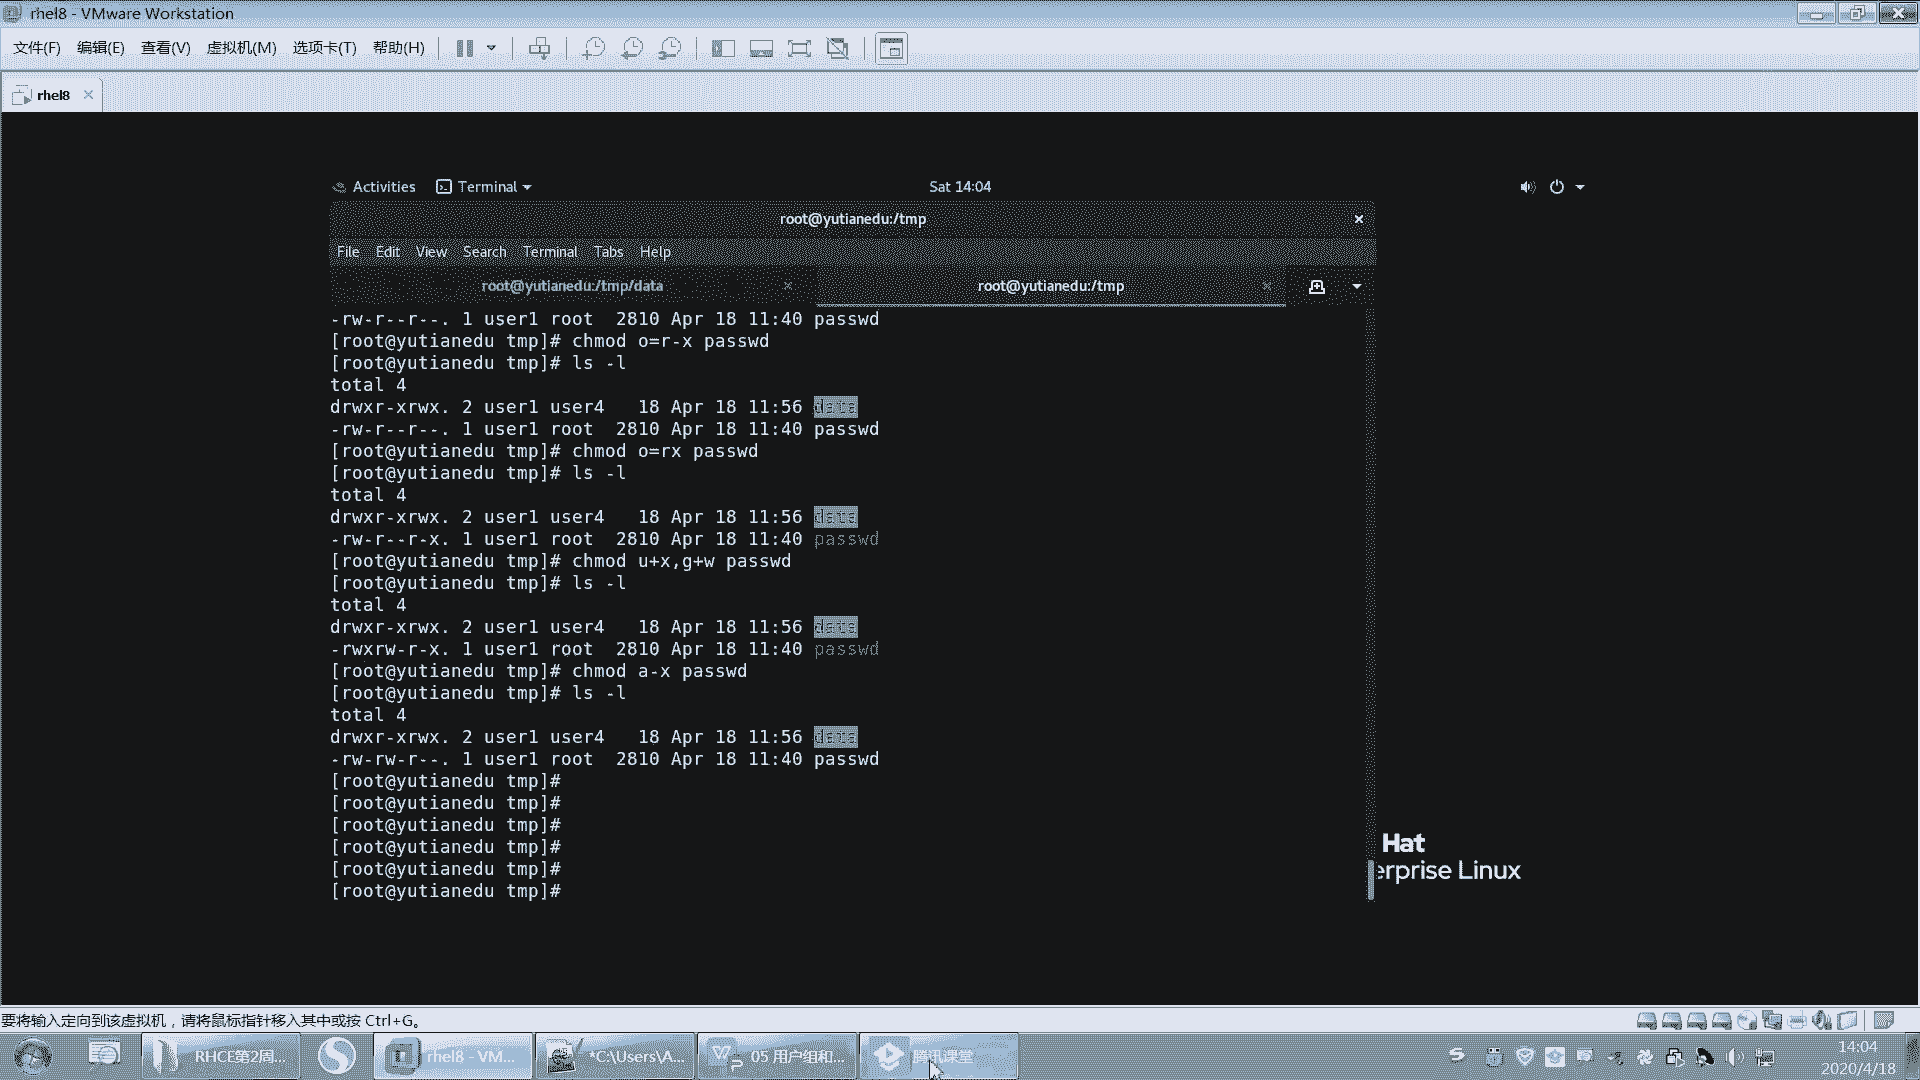 rhel8 - VMware Workstation
文件(F) 编辑(E) 查看(V) 虚拟机(M) 选项卡(T) 帮助(H)
rhel8
Activities Terminal Sat 14:04
root@yutianedu:/tmp
File Edit View Search Terminal Tabs Help
root@yutianedu:/tmp/data root@yutianedu:/tmp
-rw-r--r--. 1 user1 root  2810 Apr 18 11:40 passwd
[root@yutianedu tmp]# chmod o=r-x passwd
[root@yutianedu tmp]# ls -l
total 4
drwxr-xrwx. 2 user1 user4   18 Apr 18 11:56 data
-rw-r--r--. 1 user1 root  2810 Apr 18 11:40 passwd
[root@yutianedu tmp]# chmod o=rx passwd
[root@yutianedu tmp]# ls -l
total 4
drwxr-xrwx. 2 user1 user4   18 Apr 18 11:56 data
-rw-r--r-x. 1 user1 root  2810 Apr 18 11:40 passwd
[root@yutianedu tmp]# chmod u+x,g+w passwd
[root@yutianedu tmp]# ls -l
total 4
drwxr-xrwx. 2 user1 user4   18 Apr 18 11:56 data
-rwxrw-r-x. 1 user1 root  2810 Apr 18 11:40 passwd
[root@yutianedu tmp]# chmod a-x passwd
[root@yutianedu tmp]# ls -l
total 4
drwxr-xrwx. 2 user1 user4   18 Apr 18 11:56 data
-rw-rw-r--. 1 user1 root  2810 Apr 18 11:40 passwd
[root@yutianedu tmp]#
[root@yutianedu tmp]#
[root@yutianedu tmp]#
[root@yutianedu tmp]#
[root@yutianedu tmp]#
[root@yutianedu tmp]#
Hat
erprise Linux
要将输入定向到该虚拟机，请将鼠标指针移入其中或按 Ctrl+G。
RHCE第2周... rhel8 - VM... *C:\Users\A... 05 用户组和... 腾讯课堂
14:04
2020/4/18